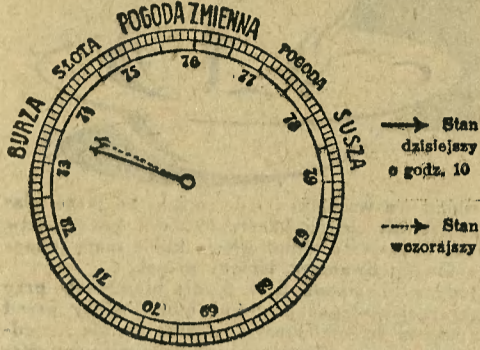 BURZA
SŁOTA
POGODA ZMIENNA
POGODA
SUSZA
73
74
75
76
77
78
79
67
68
69
70
71
72
Stan
dzisiejszy
o godz. 10
Stan
wczorajszy